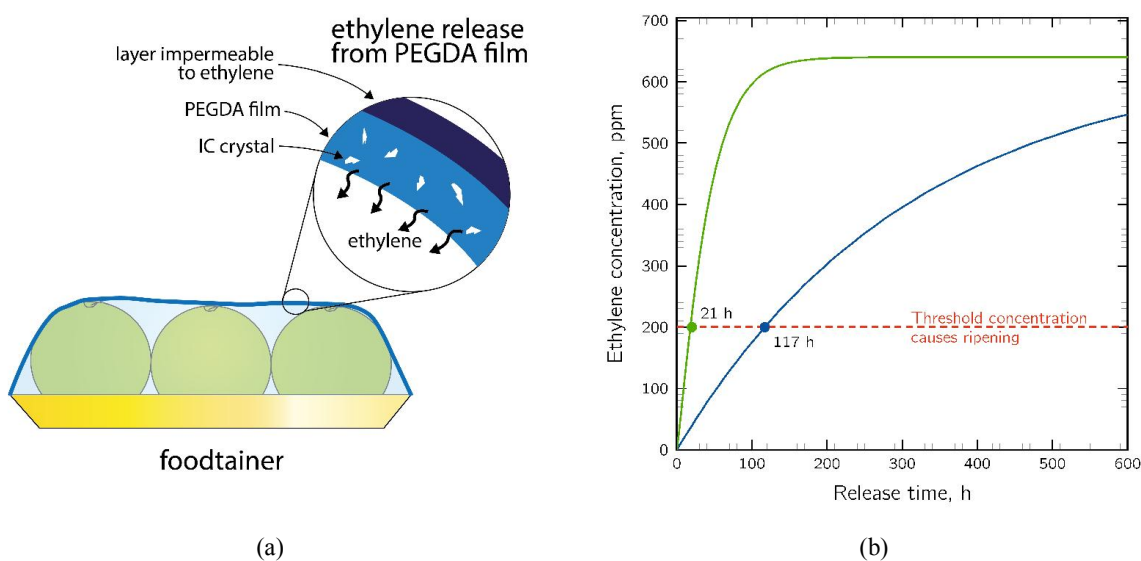 ethylene release
from PEGDA film
layer impermeable
to ethylene
PEGDA film
IC crystal
ethylene
foodtainer
(a)
700
600
500
400
300
200
100
0
Ethylene concentration, ppm
21 h
117 h
Threshold concentration
causes ripening
0 100 200 300 400 500 600
Release time, h
(b)